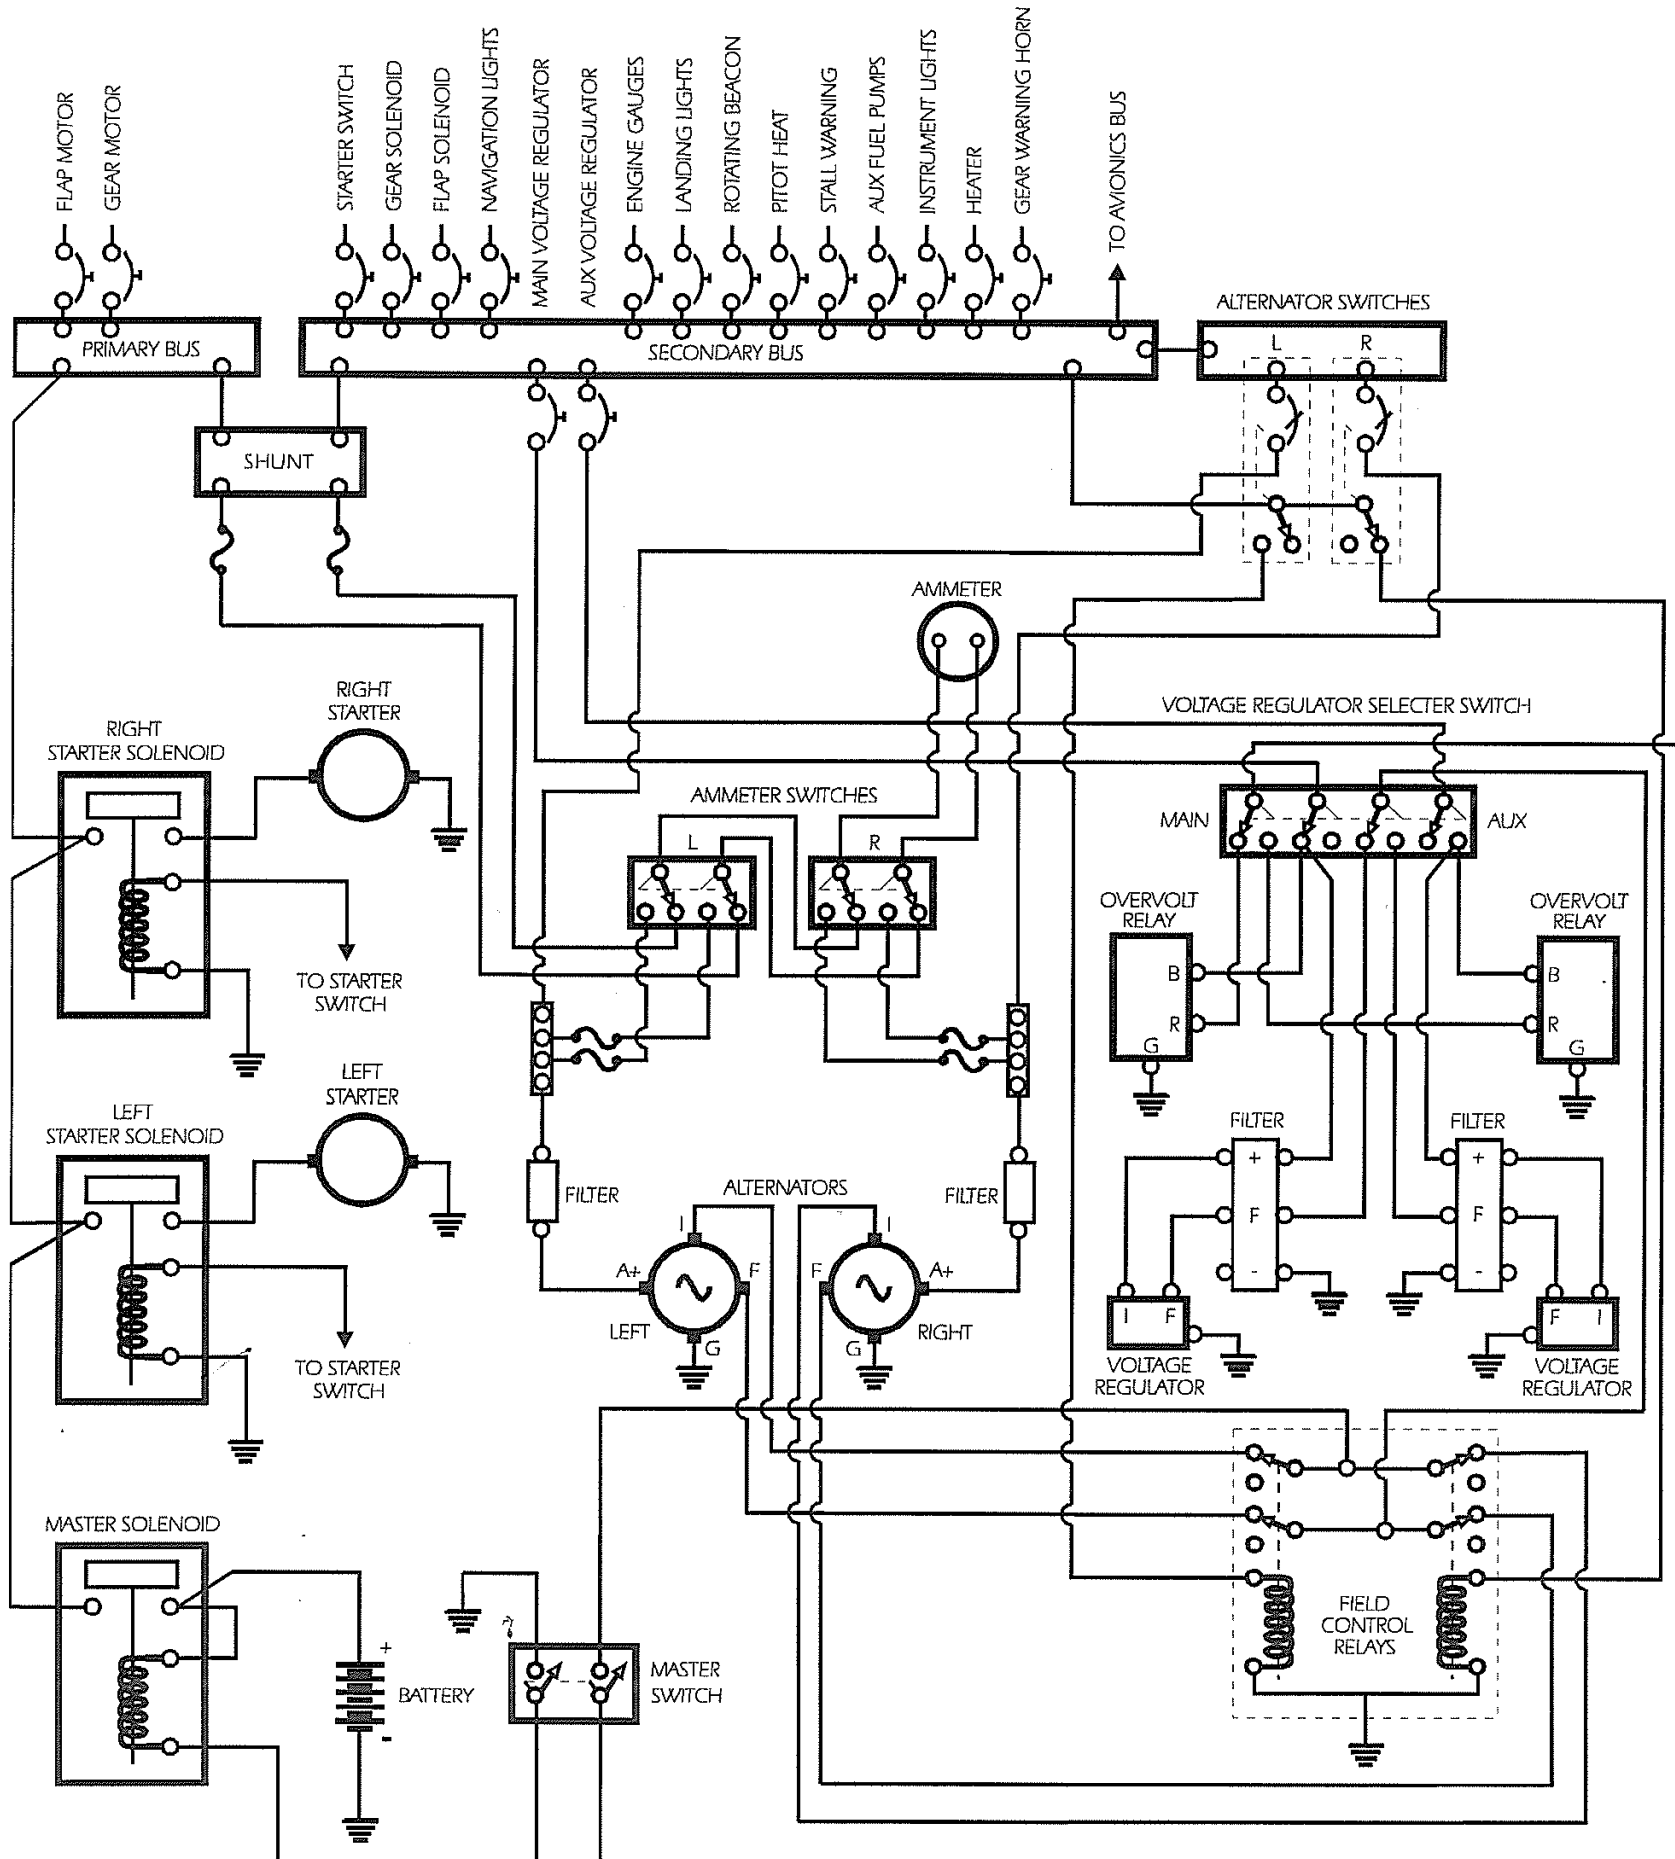 FLAP MOTOR
GEAR MOTOR
STARTER SWITCH
GEAR SOLENOID
FLAP SOLENOID
NAVIGATION LIGHTS
MAIN VOLTAGE REGULATOR
AUX VOLTAGE REGULATOR
ENGINE GAUGES
LANDING LIGHTS
ROTATING BEACON
PITOT HEAT
STALL WARNING
AUX FUEL PUMPS
INSTRUMENT LIGHTS
HEATER
GEAR WARNING HORN
TO AVIONICS BUS
ALTERNATOR SWITCHES
L
R
PRIMARY BUS
SECONDARY BUS
SHUNT
AMMETER
RIGHT
STARTER
RIGHT
STARTER SOLENOID
VOLTAGE REGULATOR SELECTER SWITCH
AMMETER SWITCHES
L
R
MAIN
AUX
OVERVOLT
RELAY
B
R
G
OVERVOLT
RELAY
B
R
G
TO STARTER
SWITCH
LEFT
STARTER
LEFT
STARTER SOLENOID
FILTER
+
F
-
FILTER
+
F
-
FILTER
ALTERNATORS
FILTER
I
I
A+
F
F
A+
LEFT
G
G
RIGHT
I
F
VOLTAGE
REGULATOR
F
I
VOLTAGE
REGULATOR
TO STARTER
SWITCH
MASTER SOLENOID
+
BATTERY
-
MASTER
SWITCH
FIELD
CONTROL
RELAYS